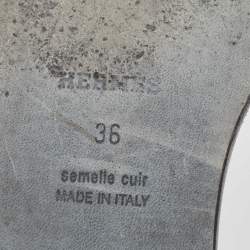 HERMES
36
semelle cuir
MADE IN ITALY